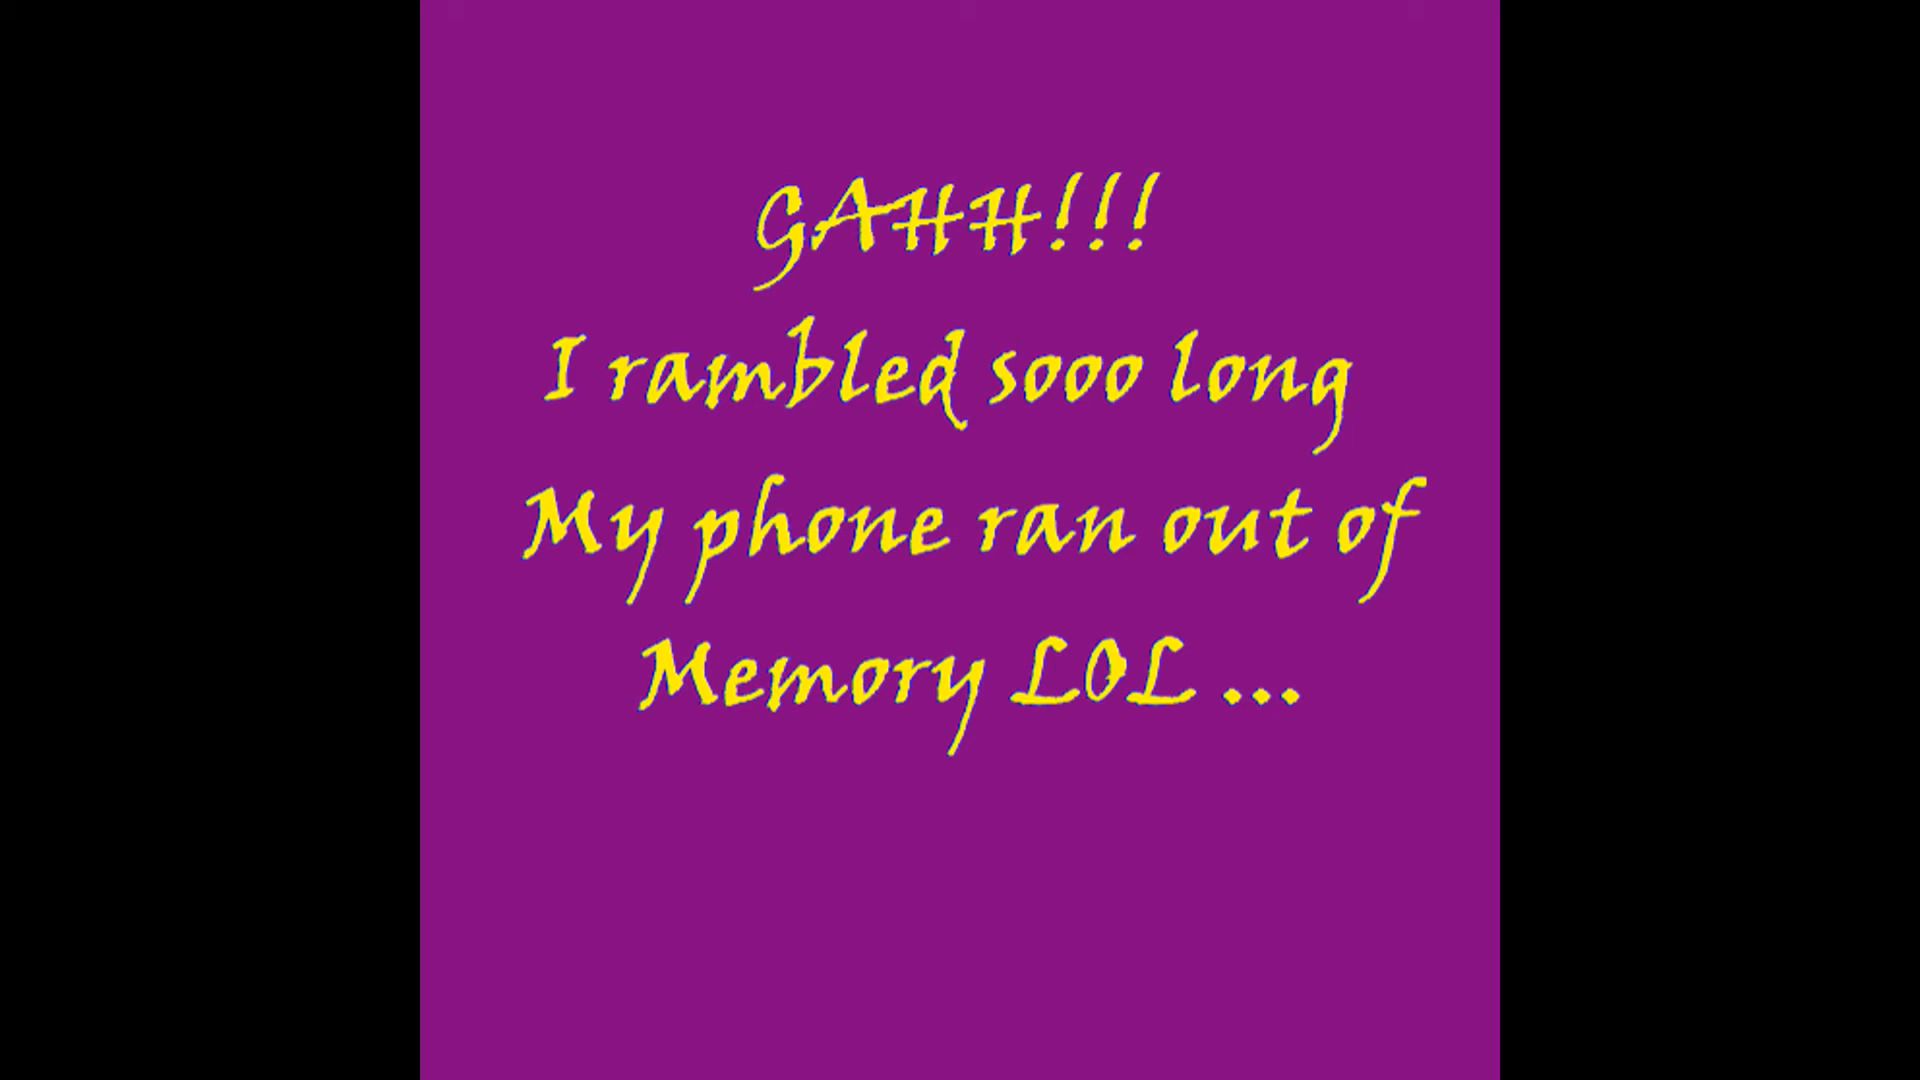 GAHH!!!
I rambled sooo long
My phone ran out of
Memory LOL ...